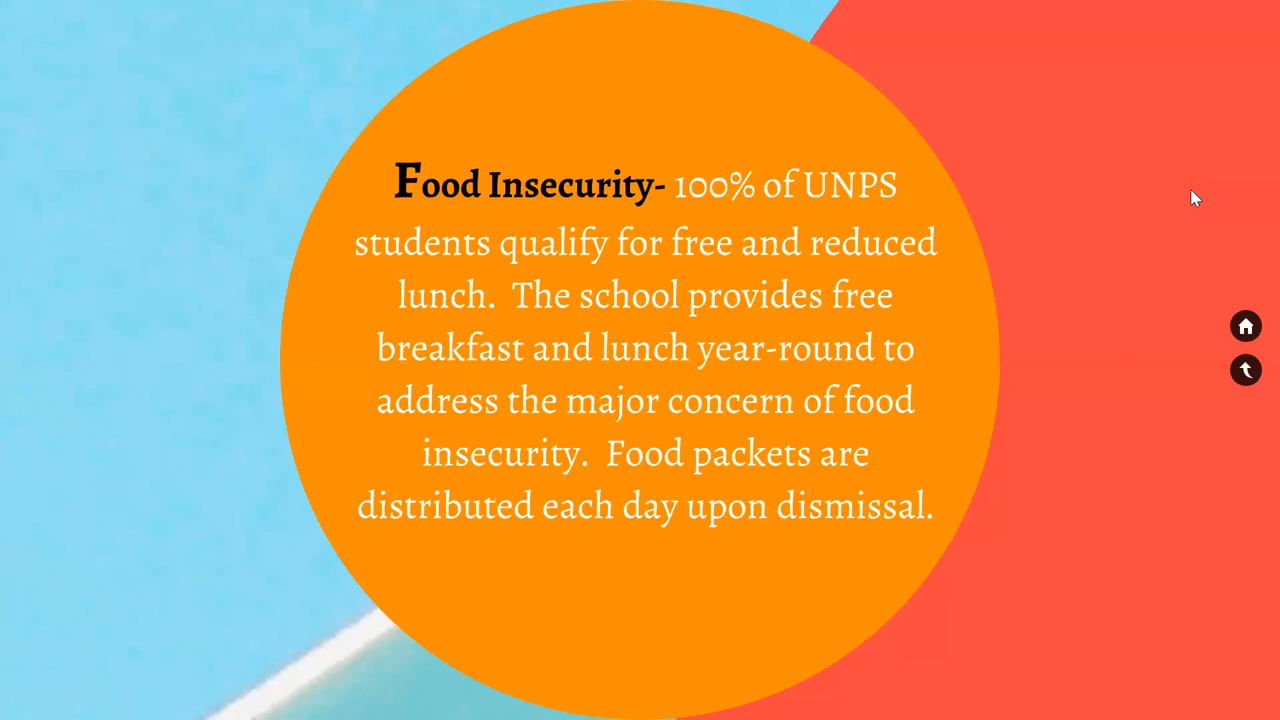 Food Insecurity- 100% of UNPS
students qualify for free and reduced
lunch.  The school provides free
breakfast and lunch year-round to
address the major concern of food
insecurity.  Food packets are
distributed each day upon dismissal.